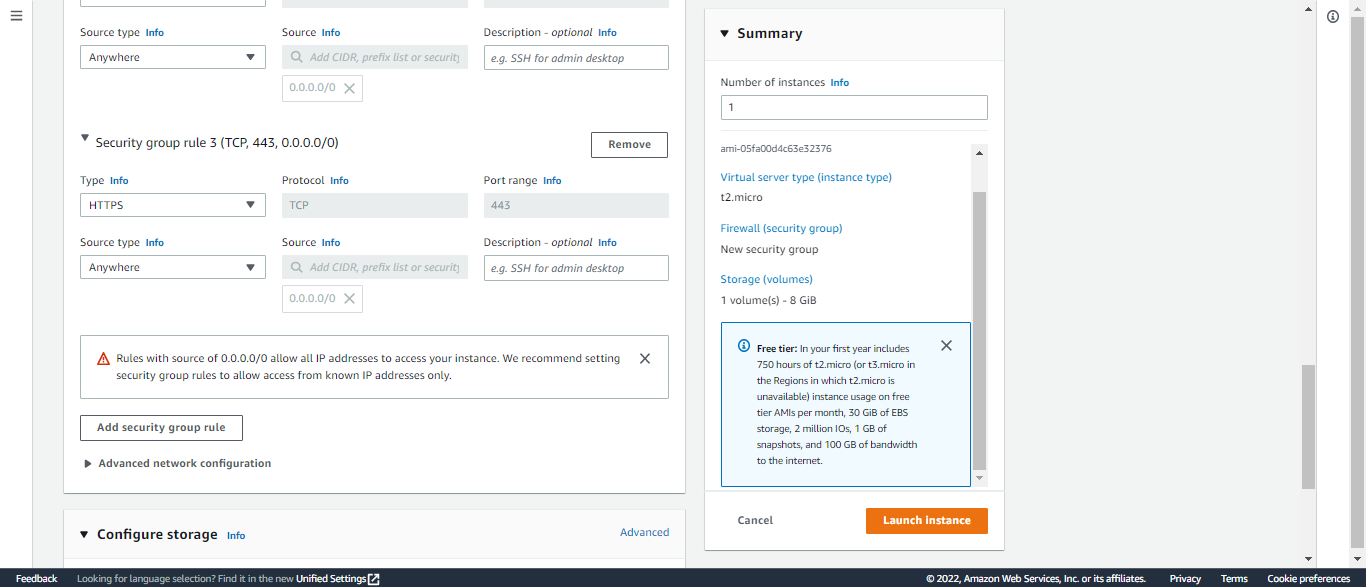 Source type Info
Source Info
Description - optional Info
Anywhere
Add CIDR, prefix list or security
e.g. SSH for admin desktop
0.0.0.0/0
Security group rule 3 (TCP, 443, 0.0.0.0/0)
Remove
Type Info
Protocol Info
Port range Info
HTTPS
TCP
443
Source type Info
Source Info
Description - optional Info
Anywhere
Add CIDR, prefix list or security
e.g. SSH for admin desktop
0.0.0.0/0
Rules with source of 0.0.0.0/0 allow all IP addresses to access your instance. We recommend setting
security group rules to allow access from known IP addresses only.
Add security group rule
Advanced network configuration
Configure storage Info
Advanced
Summary
Number of instances Info
1
ami-05fa00d4c63e32376
Virtual server type (instance type)
t2.micro
Firewall (security group)
New security group
Storage (volumes)
1 volume(s) - 8 GiB
Free tier: In your first year includes
750 hours of t2.micro (or t3.micro in
the Regions in which t2.micro is
unavailable) instance usage on free
tier AMIs per month, 30 GiB of EBS
storage, 2 million IOs, 1 GB of
snapshots, and 100 GB of bandwidth
to the internet.
Cancel
Launch instance
Feedback
Looking for language selection? Find it in the new Unified Settings
© 2022, Amazon Web Services, Inc. or its affiliates.
Privacy
Terms
Cookie preferences